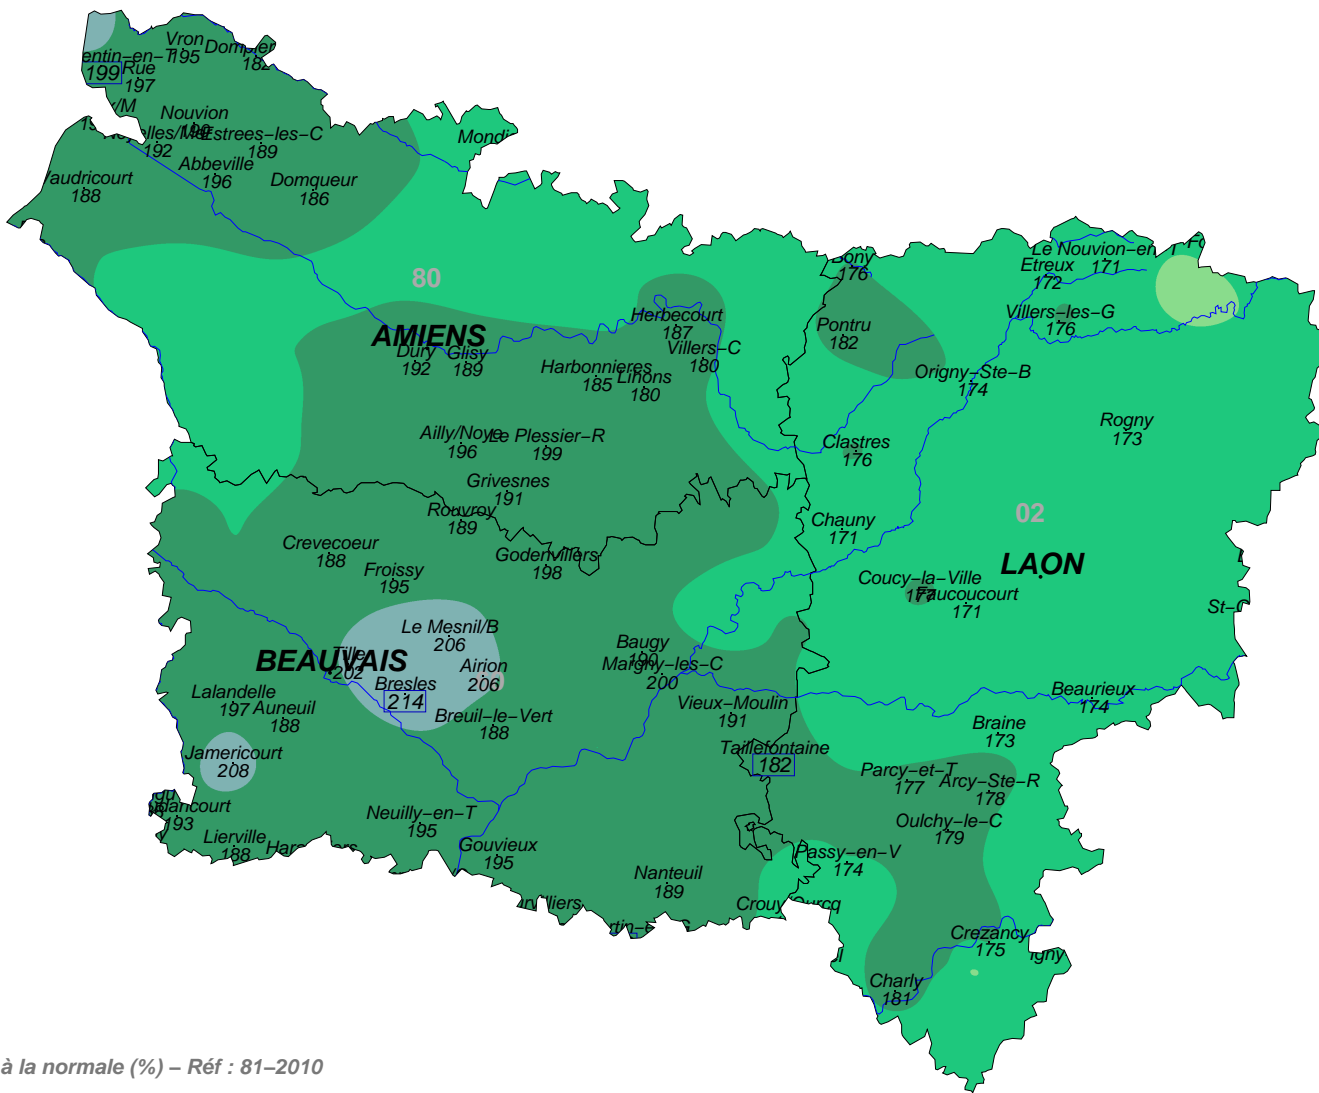 Vron
195
182
199
Rue
197
Nouvion
192
Estrees-les-C
189
Abbeville
196
Domqueur
186
188
80
AMIENS
Dury
192
Glisy
189
Herbecourt
187
Villers-C
180
Harbonnieres
185
Lihons
180
Ailly/Noye
196
Le Plessier-R
199
Grivesnes
191
Rouvroy
189
Godenvillers
198
Crevecoeur
188
Froissy
195
Bony
176
Pontru
182
Le Nouvion-en
171
Etreux
172
Villers-les-G
176
Origny-Ste-B
174
Rogny
173
Clastres
176
Chauny
171
02
LAON
Coucy-la-Ville
177
Faucoucourt
171
Le Mesnil/B
206
BEAUVAIS
Tille
202
Airion
206
Bresles
214
Breuil-le-Vert
188
Lalandelle
197
Auneuil
188
Baugy
190
Margny-les-C
200
Vieux-Moulin
191
Beaurieux
174
Braine
173
Taillefontaine
182
Jamericourt
208
Parcy-et-T
177
Arcy-Ste-R
178
193
Neuilly-en-T
195
Oulchy-le-C
179
Lierville
188
Gouvieux
195
Passy-en-V
174
Nanteuil
189
Crezancy
175
Charly
181
à la normale (%) – Réf : 81–2010